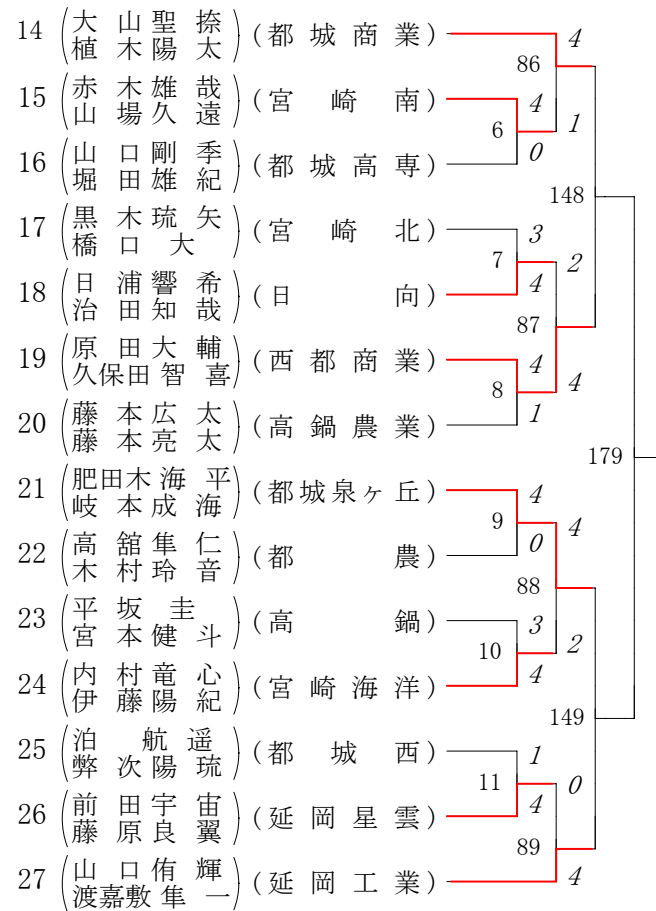 14 大山聖捺 (都城商業) 4
植木陽太
86
15 赤木雄哉 (宮崎南) 4 1
山場久遠
6
16 山口剛季 (都城高専) 0
堀田雄紀
148
17 黒木琉矢 (宮崎北) 3
橋口大
7 2
18 日浦響希 (日向) 4
治田知哉
87
19 原田大輔 (西都商業) 4
久保田智喜
8 4
20 藤本広太 (高鍋農業) 1
藤本亮太
179
21 肥田木海平 (都城泉ヶ丘) 4
岐本成海
9 4
22 高舘隼仁 (都農) 0
木村玲音
88
23 平坂圭 (高鍋) 3
宮本健斗
10 2
24 内村竜心 (宮崎海洋) 4
伊藤陽紀
149
25 泊航遥 (都城西) 1
弊次陽琉
11 0
26 前田宇宙 (延岡星雲) 4
藤原良翼
89
27 山口侑輝 (延岡工業) 4
渡嘉敷隼一